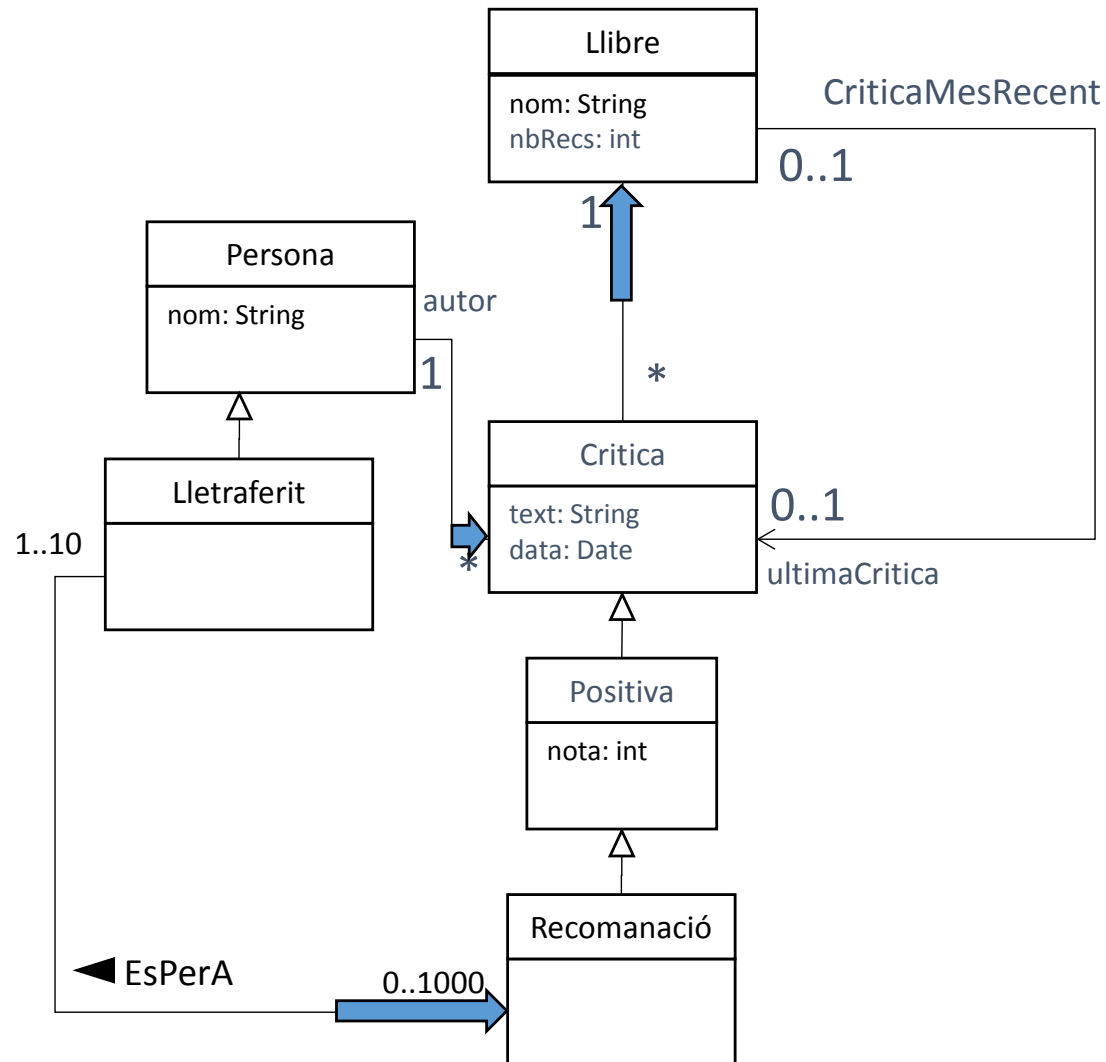 Llibre
nom: String
nbRecs: int
CriticaMesRecent
0..1
1
Persona
nom: String
autor
1
*
Critica
text: String
data: Date
0..1
ultimaCritica
*
Lletraferit
1..10
Positiva
nota: int
Recomanació
EsPerA
0..1000